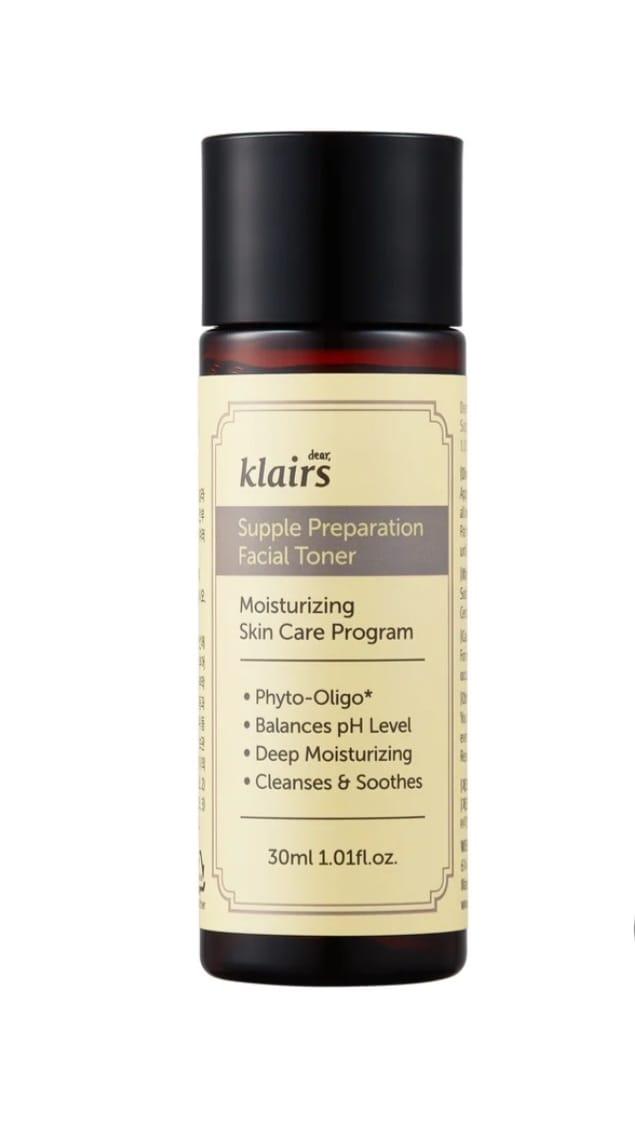 dear,
klairs
Supple Preparation
Facial Toner
Moisturizing
Skin Care Program
• Phyto-Oligo*
• Balances pH Level
• Deep Moisturizing
• Cleanses & Soothes
30ml 1.01fl.oz.